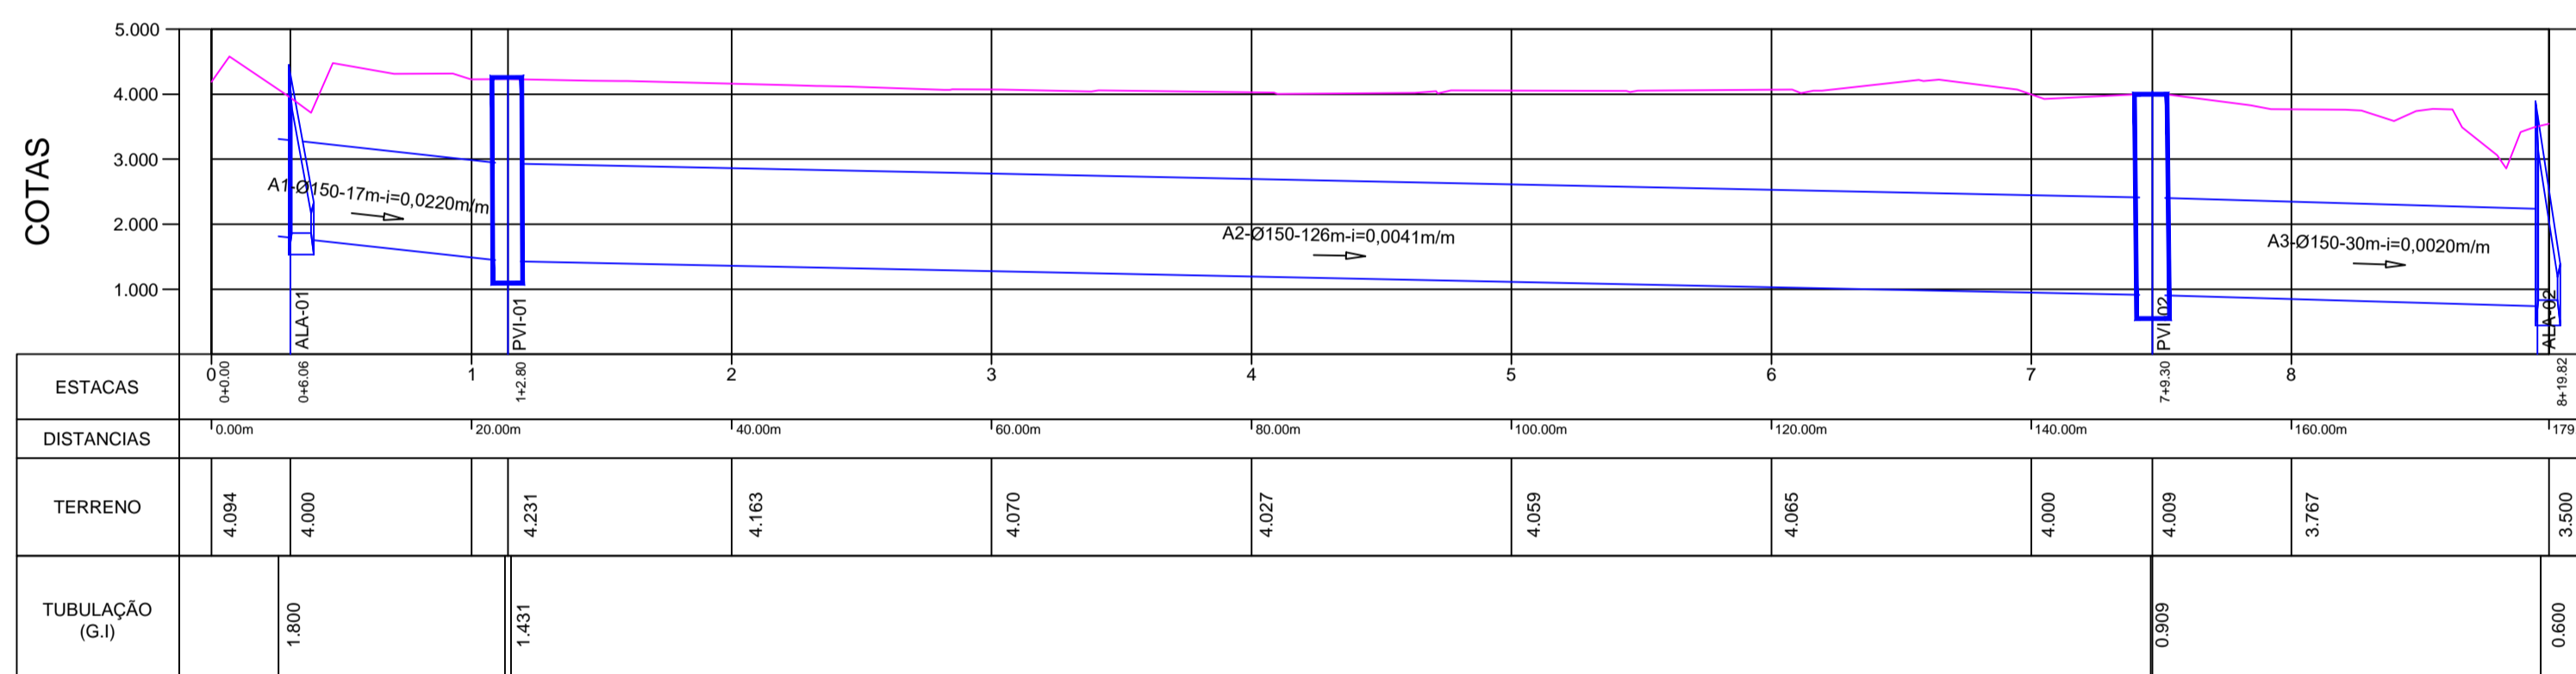 5.000
4.000
3.000
2.000
1.000
COTAS
A1-Ø150-17m-i=0,0220m/m
A2-Ø150-126m-i=0,0041m/m
A3-Ø150-30m-i=0,0020m/m
ALA-01
PVI-01
PVI-02
ALA-02
ESTACAS
0 1 2 3 4 5 6 7 8
0+0.00 0+6.06 1+2.80 7+9.30 8+19.82
DISTANCIAS
0.00m 20.00m 40.00m 60.00m 80.00m 100.00m 120.00m 140.00m 160.00m 179
TERRENO
4.094 4.000 4.231 4.163 4.070 4.027 4.059 4.065 4.000 4.009 3.767 3.500
TUBULAÇÃO
(G.I)
1.800 1.431 0.909 0.600